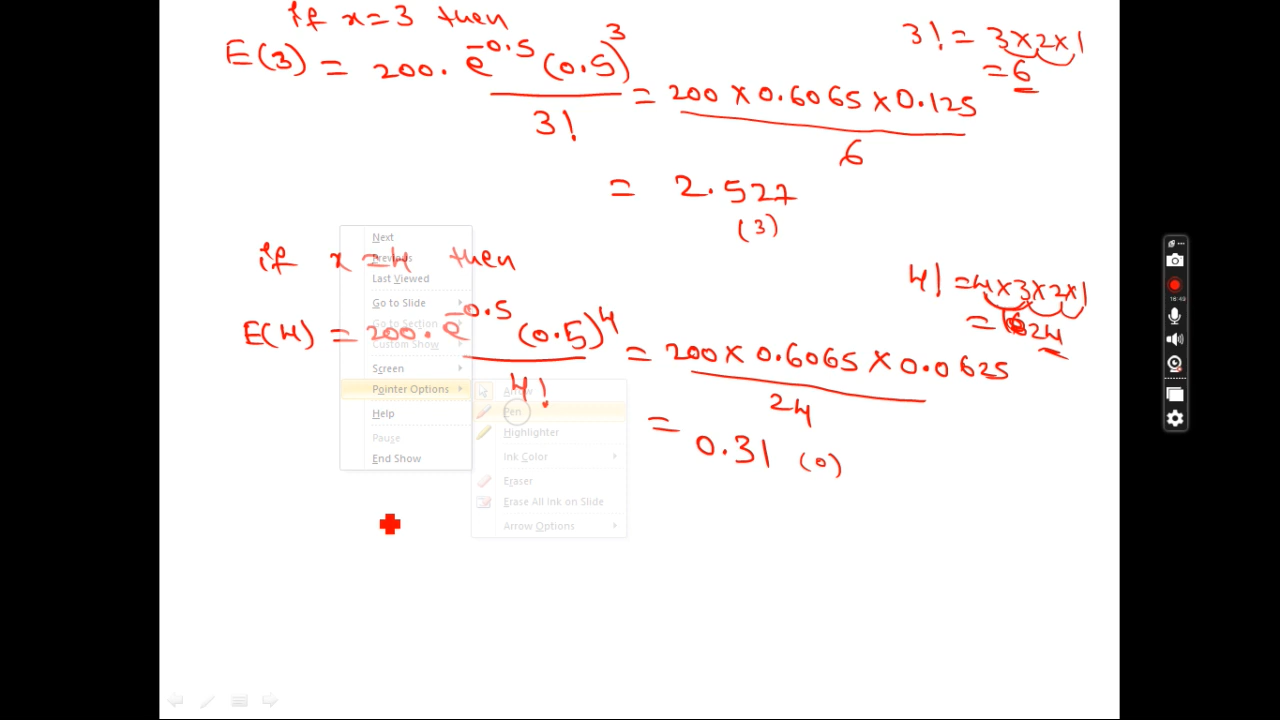 if x=3 then
E(3) = 200. e^-0.5 (0.5)^3 / 3! = 200 × 0.6065 × 0.125 / 6
3! = 3×2×1
= 6
= 2.527
(3)
if x=4 then
E(4) = 200. e^-0.5 (0.5)^4 / 4! = 200 × 0.6065 × 0.0625 / 24
4! = 4×3×2×1
= 24
= 0.31 (0)
Next
Previous
Last Viewed
Go to Slide
Go to Section
Custom Show
Screen
Pointer Options
Help
Pause
End Show
Arrow
Pen
Highlighter
Ink Color
Eraser
Erase All Ink on Slide
Arrow Options